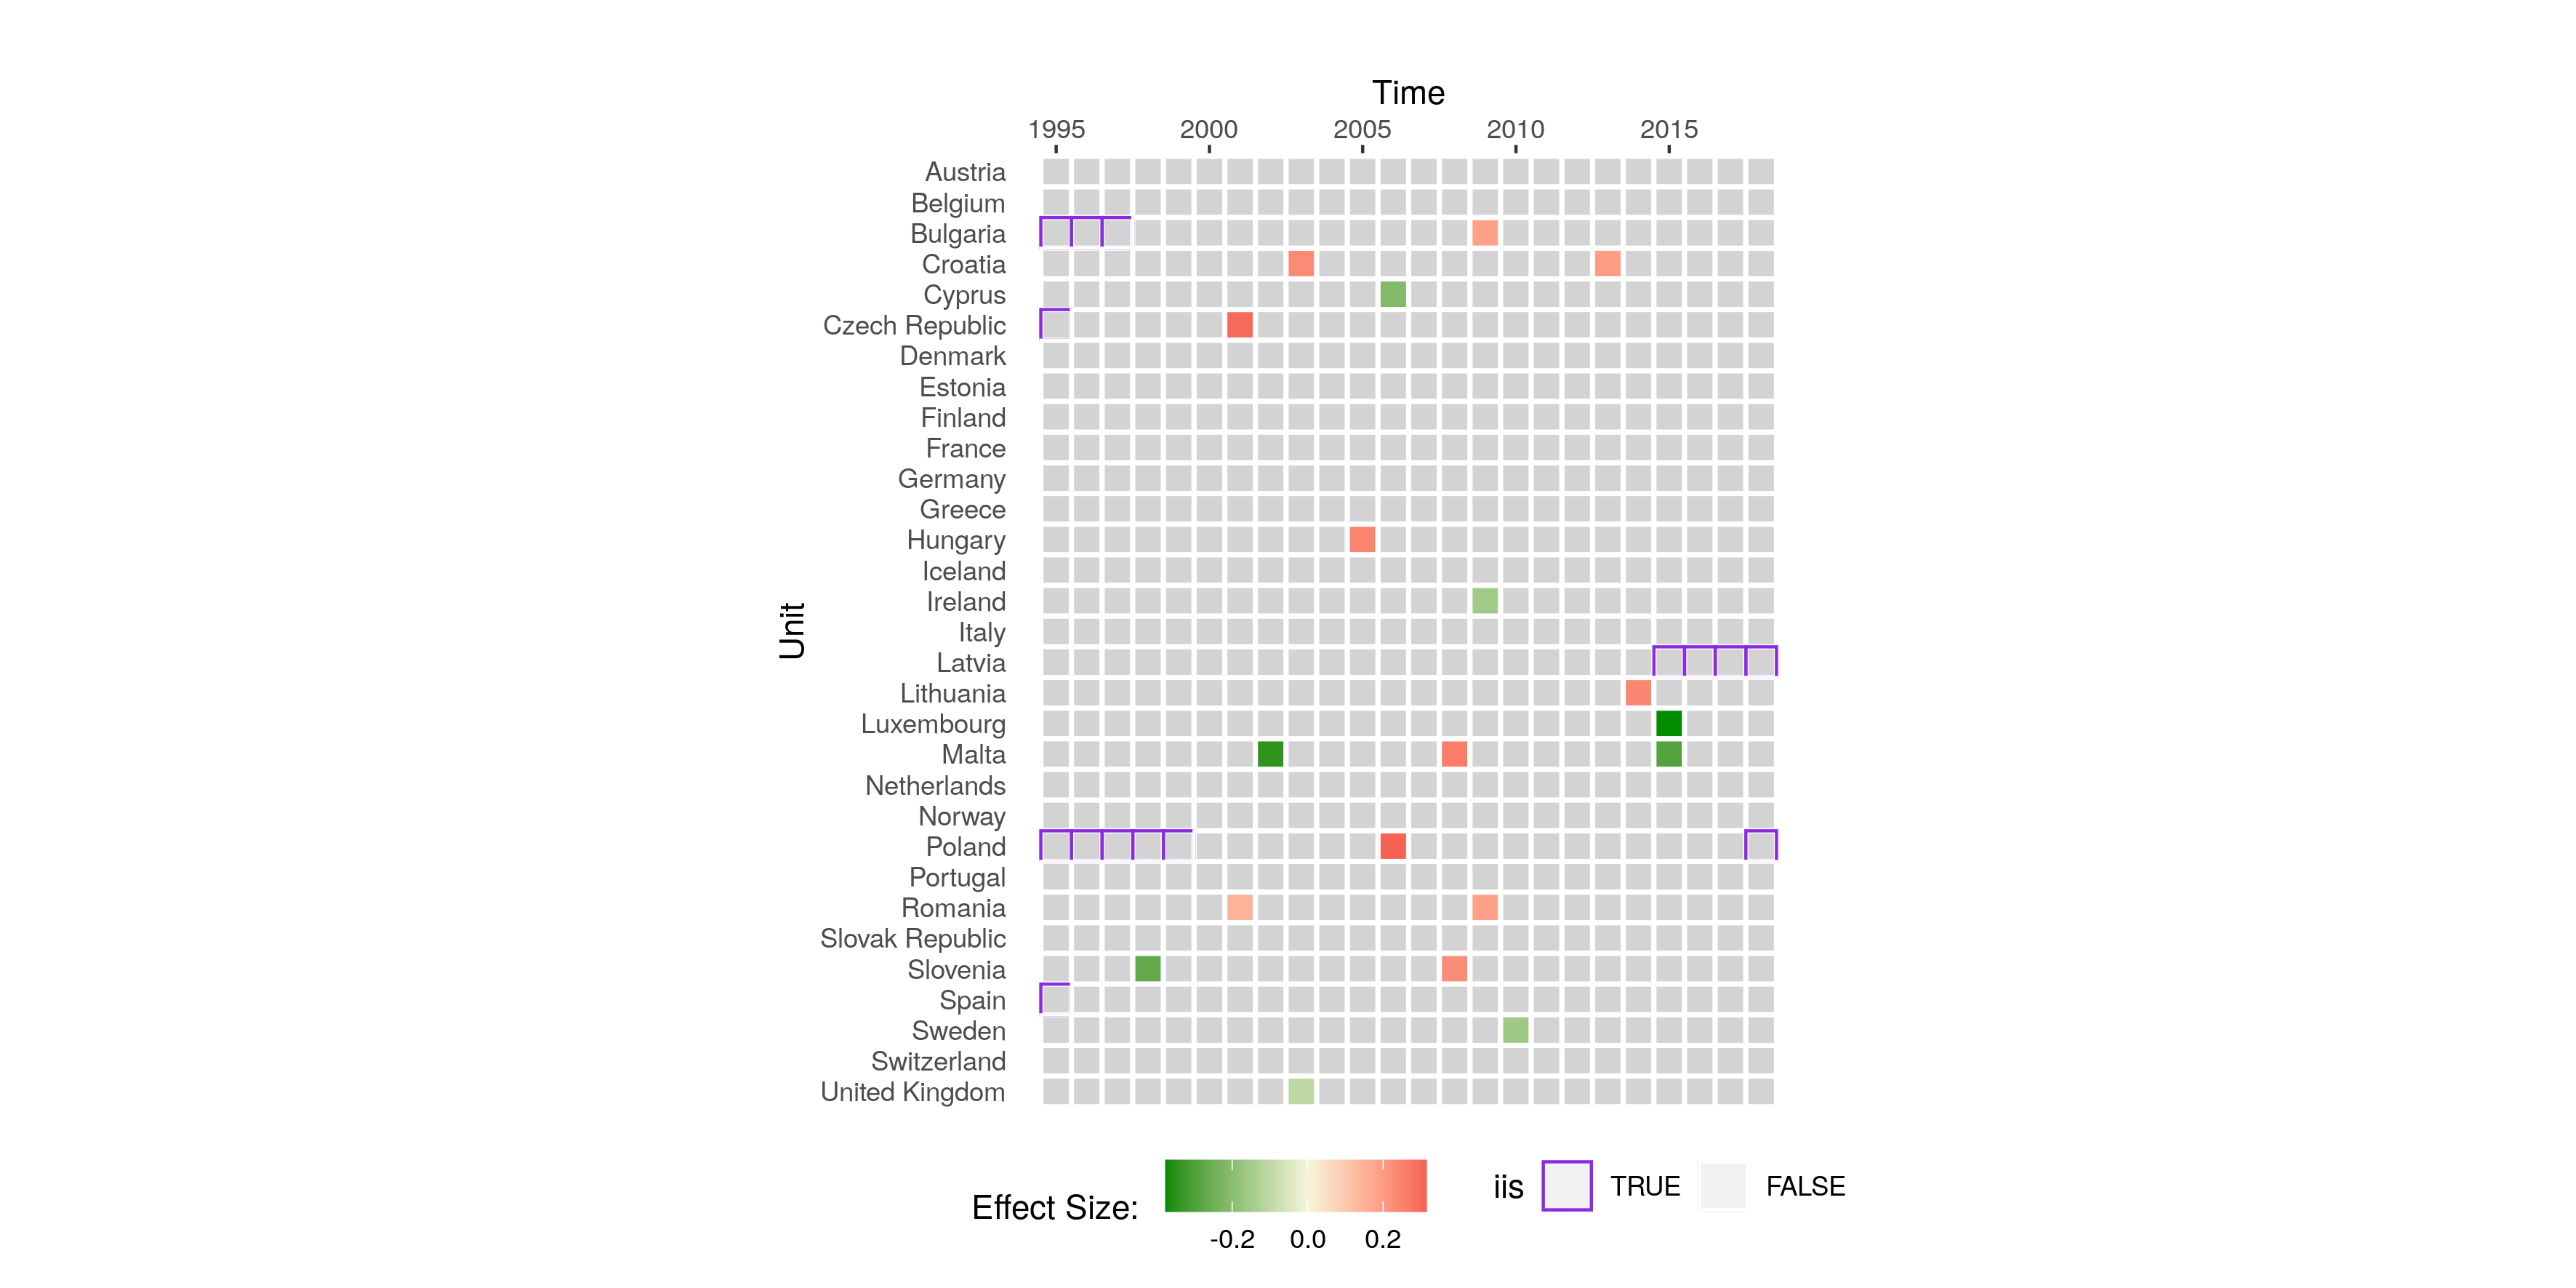 Time
1995 2000 2005 2010 2015
Unit
Austria
Belgium
Bulgaria
Croatia
Cyprus
Czech Republic
Denmark
Estonia
Finland
France
Germany
Greece
Hungary
Iceland
Ireland
Italy
Latvia
Lithuania
Luxembourg
Malta
Netherlands
Norway
Poland
Portugal
Romania
Slovak Republic
Slovenia
Spain
Sweden
Switzerland
United Kingdom
Effect Size:
-0.2 0.0 0.2
iis TRUE FALSE